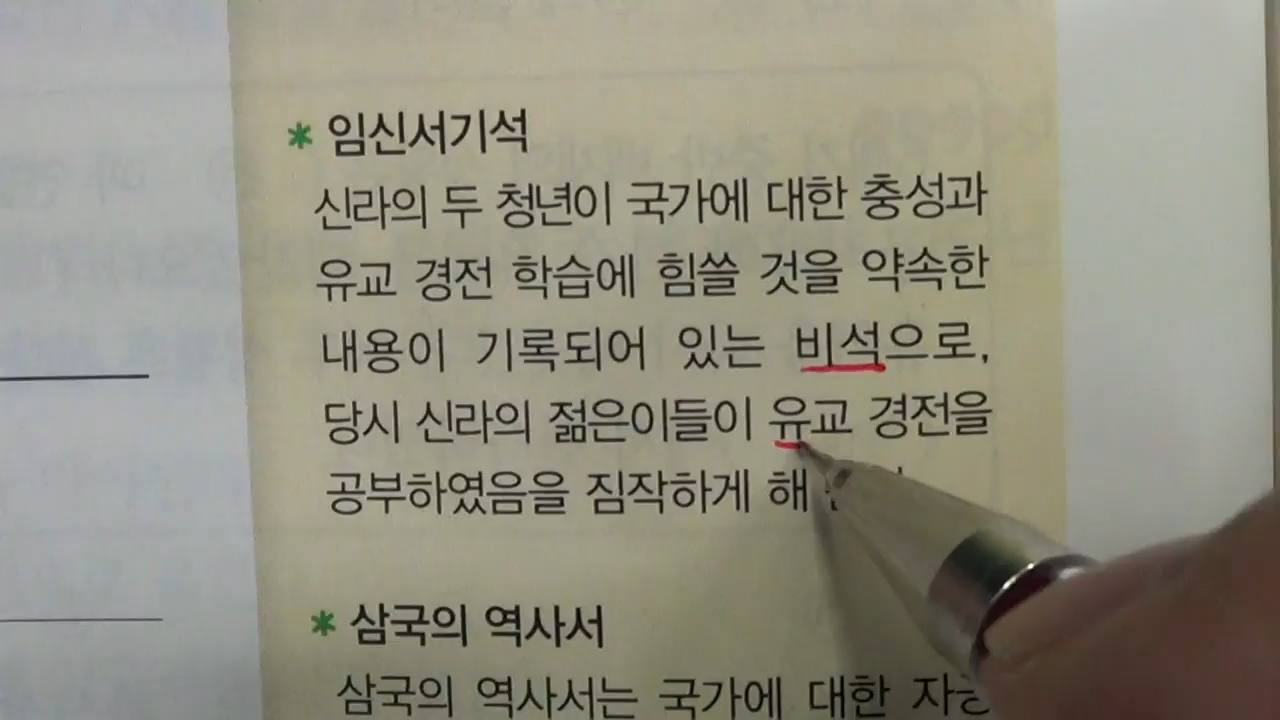 * 임신서기석
신라의 두 청년이 국가에 대한 충성과
유교 경전 학습에 힘쓸 것을 약속한
내용이 기록되어 있는 비석으로,
당시 신라의 젊은이들이 유교 경전을
공부하였음을 짐작하게 해
* 삼국의 역사서
삼국의 역사서는 국가에 대한